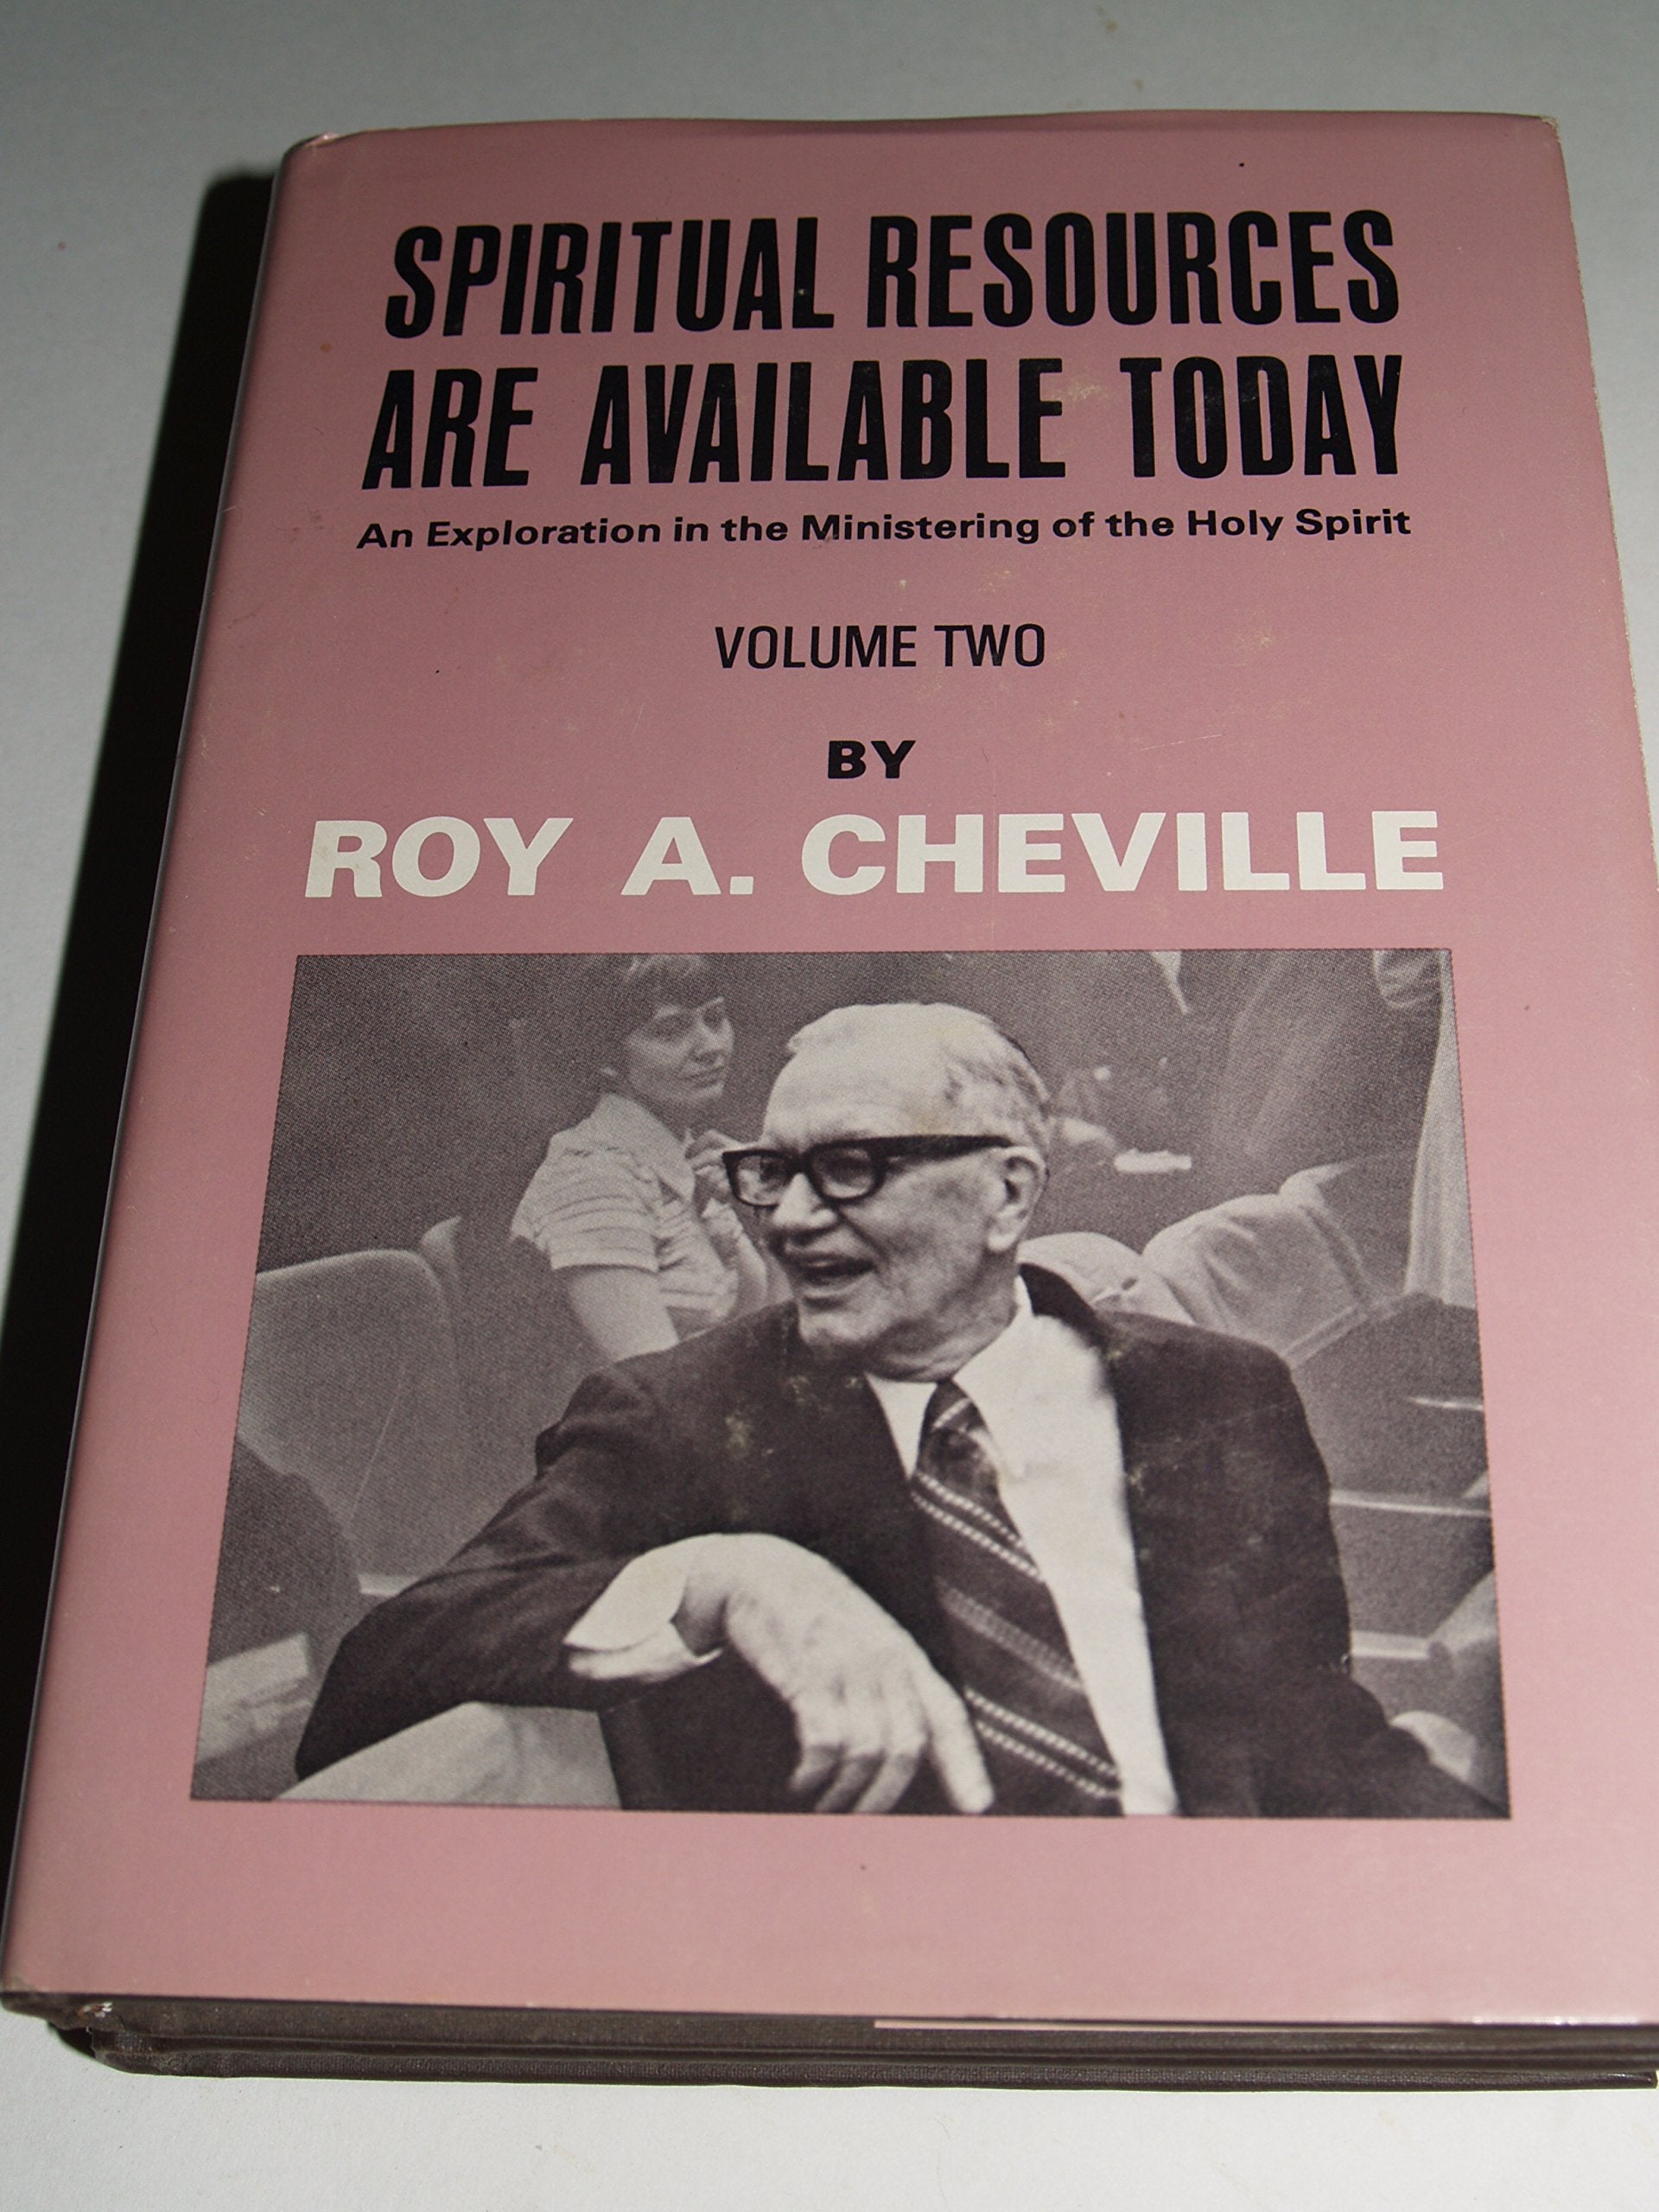 SPIRITUAL RESOURCES
ARE AVAILABLE TODAY
An Exploration in the Ministering of the Holy Spirit
VOLUME TWO
BY
ROY A. CHEVILLE